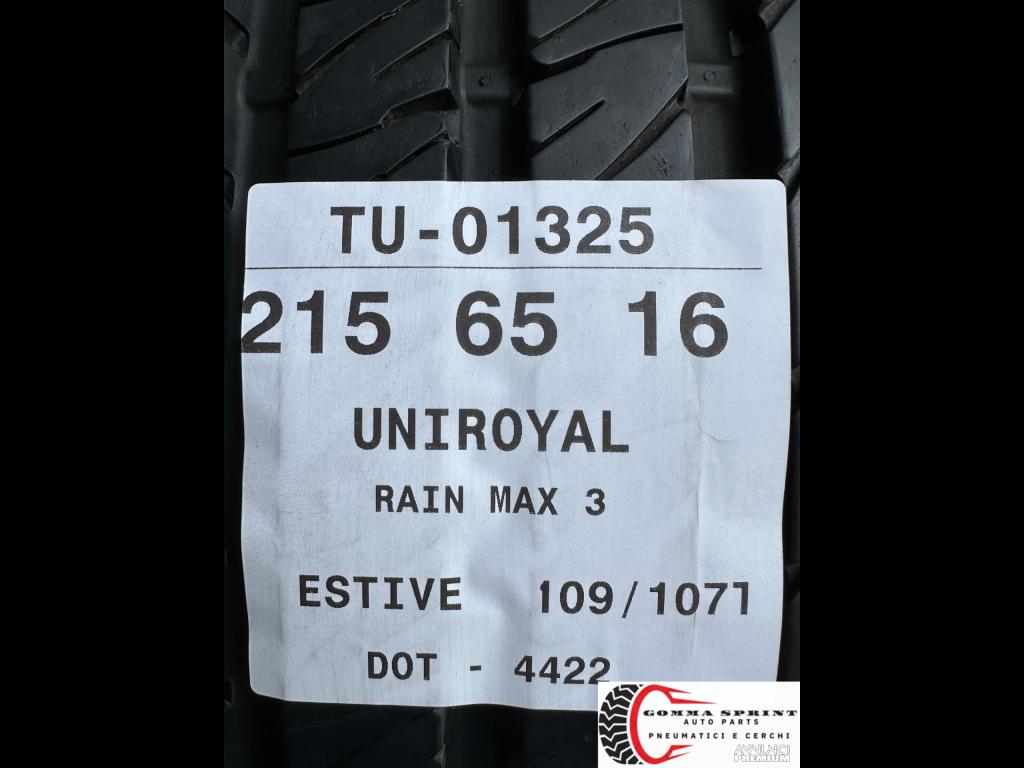 TU-01325
215 65 16
UNIROYAL
RAIN MAX 3
ESTIVE 109/107T
DOT - 4422
GOMMA SPRINT
AUTO PARTS
PNEUMATICI E CERCHI
ANNUNCI
PREMIUM